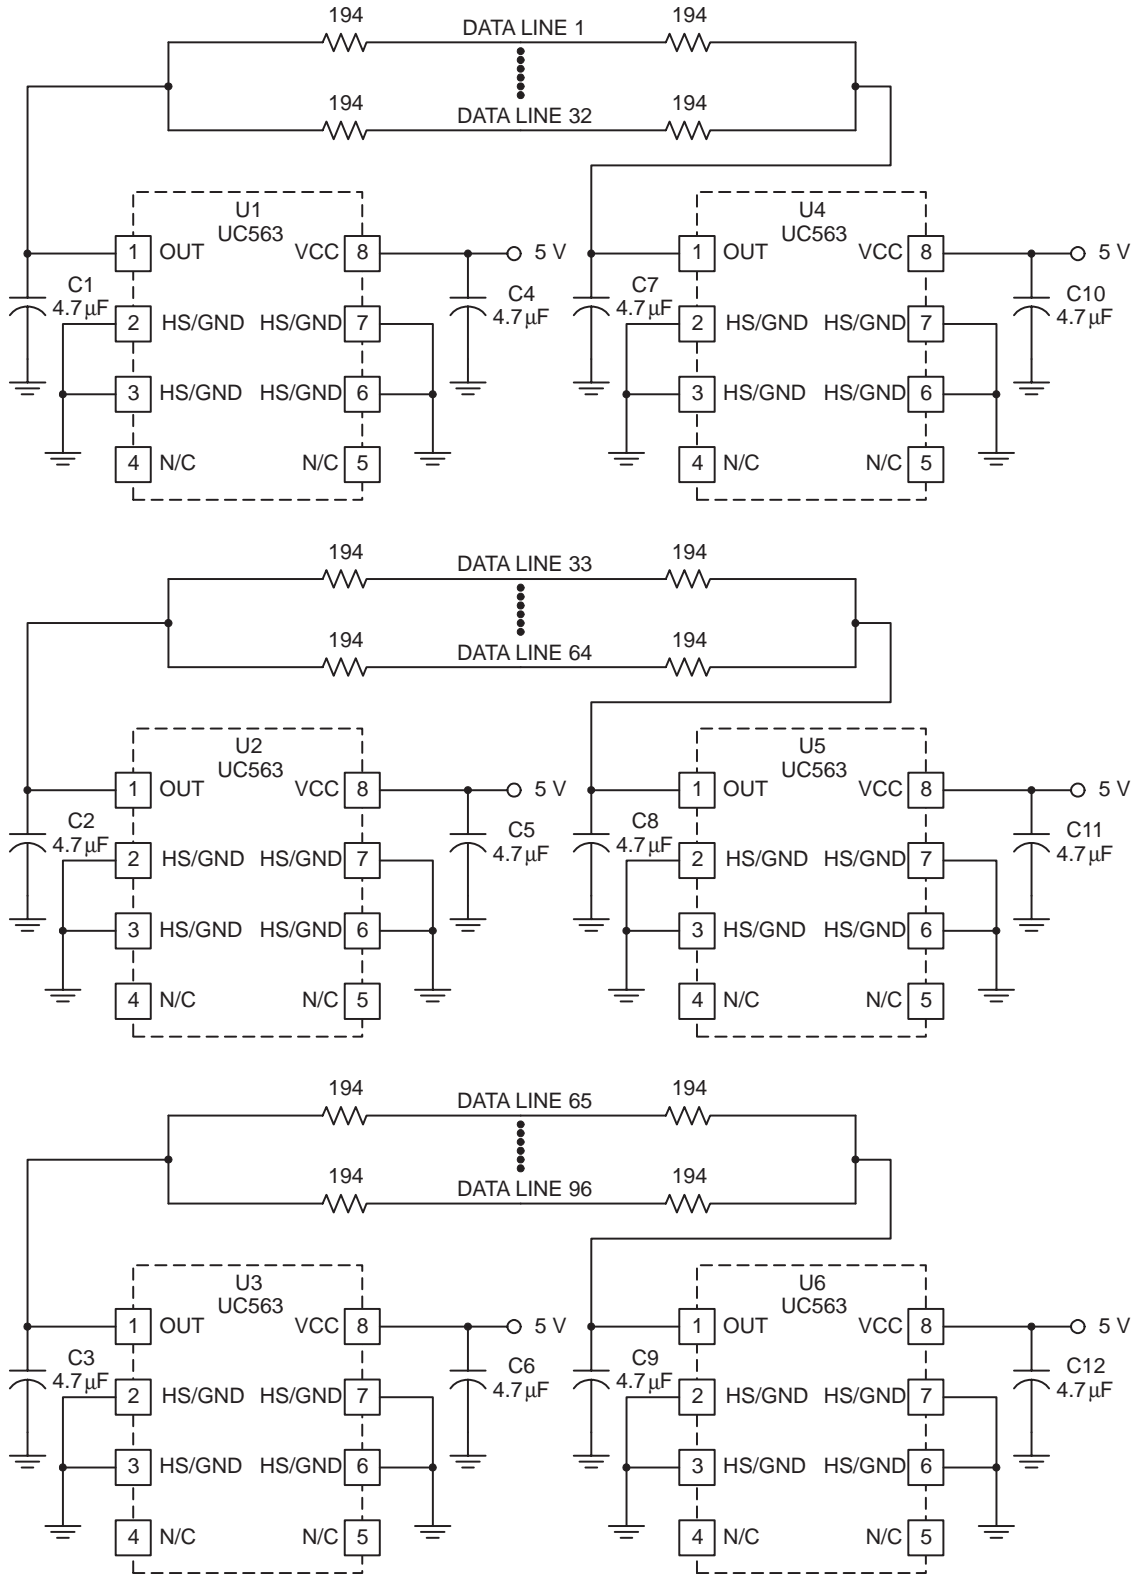 194 DATA LINE 1 194
194 DATA LINE 32 194
U1
UC563
1 OUT VCC 8 5 V
C1
4.7µF
2 HS/GND HS/GND 7
C4
4.7µF
3 HS/GND HS/GND 6
4 N/C N/C 5
U4
UC563
1 OUT VCC 8 5 V
C7
4.7µF
2 HS/GND HS/GND 7
C10
4.7µF
3 HS/GND HS/GND 6
4 N/C N/C 5
194 DATA LINE 33 194
194 DATA LINE 64 194
U2
UC563
1 OUT VCC 8 5 V
C2
4.7µF
2 HS/GND HS/GND 7
C5
4.7µF
3 HS/GND HS/GND 6
4 N/C N/C 5
U5
UC563
1 OUT VCC 8 5 V
C8
4.7µF
2 HS/GND HS/GND 7
C11
4.7µF
3 HS/GND HS/GND 6
4 N/C N/C 5
194 DATA LINE 65 194
194 DATA LINE 96 194
U3
UC563
1 OUT VCC 8 5 V
C3
4.7µF
2 HS/GND HS/GND 7
C6
4.7µF
3 HS/GND HS/GND 6
4 N/C N/C 5
U6
UC563
1 OUT VCC 8 5 V
C9
4.7µF
2 HS/GND HS/GND 7
C12
4.7µF
3 HS/GND HS/GND 6
4 N/C N/C 5